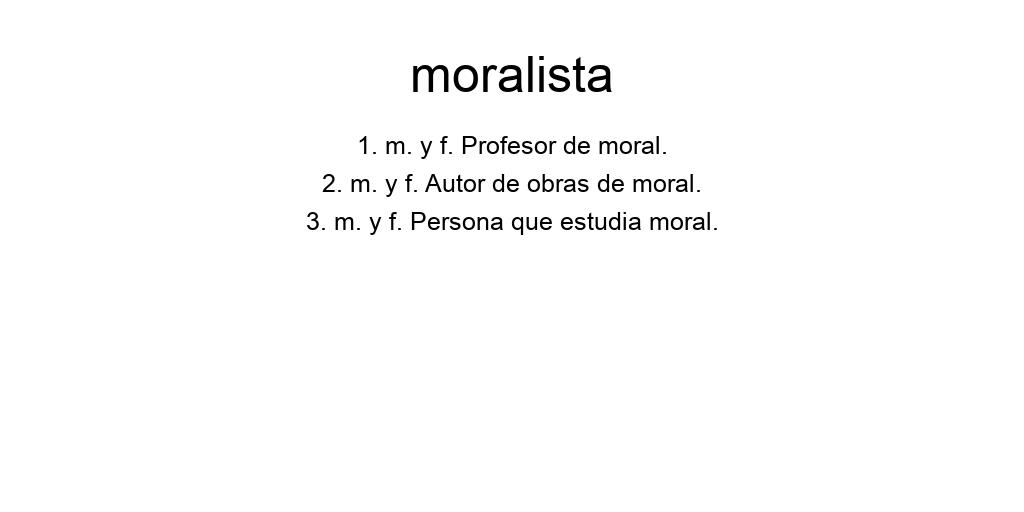 moralista
1. m. y f. Profesor de moral.
2. m. y f. Autor de obras de moral.
3. m. y f. Persona que estudia moral.